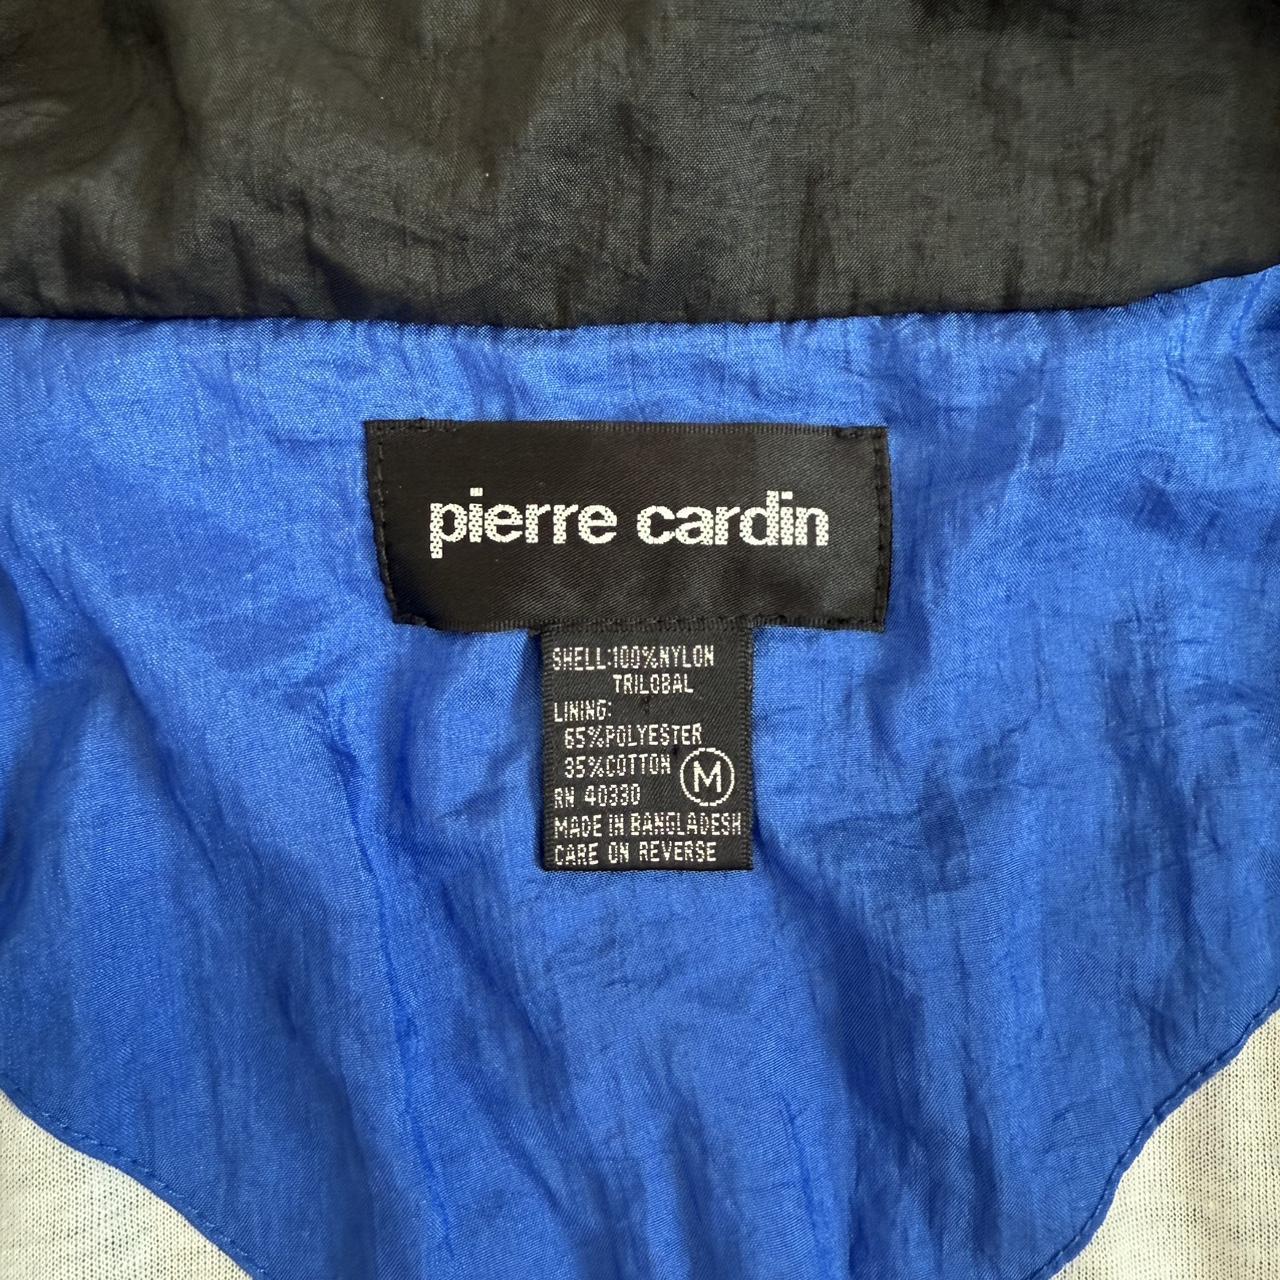 pierre cardin
SHELL:100%NYLON
TRILOBAL
LINING:
65%POLYESTER
35%COTTON M
RN 40330
MADE IN BANGLADESH
CARE ON REVERSE